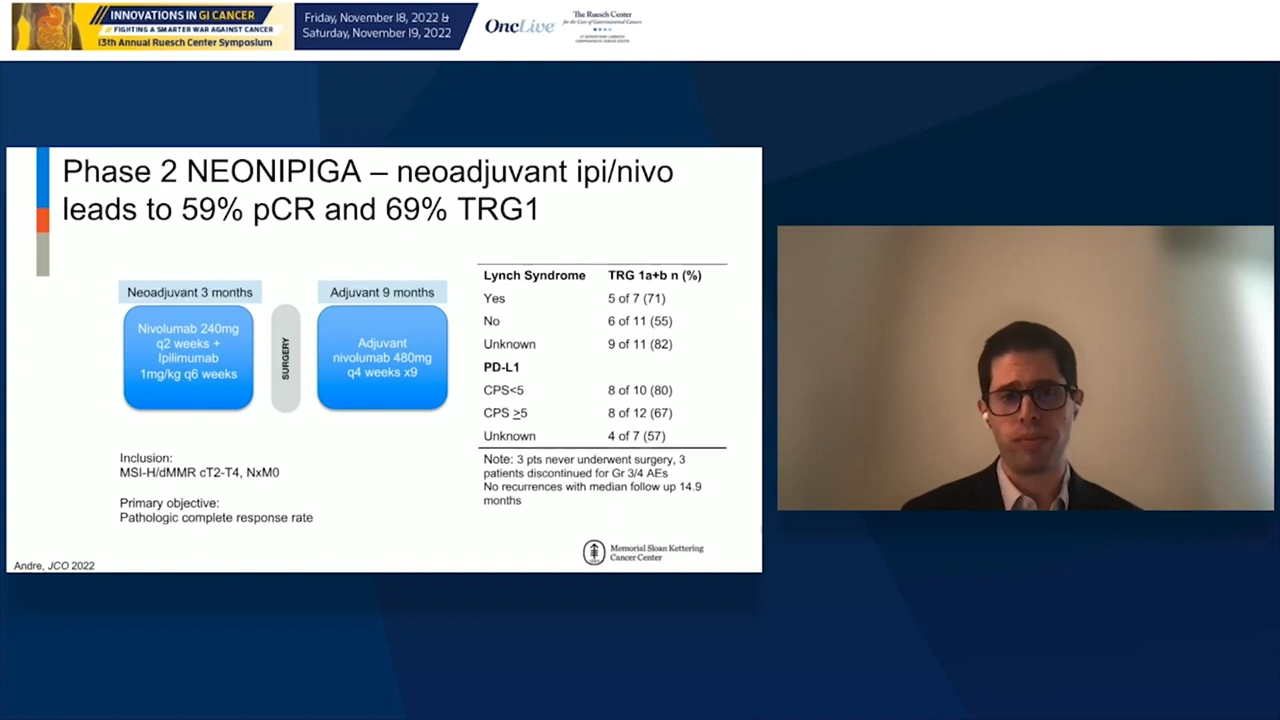 INNOVATIONS IN GI CANCER
FIGHTING A SMARTER WAR AGAINST CANCER
13th Annual Ruesch Center Symposium
Friday, November 18, 2022 &
Saturday, November 19, 2022
OncLive
The Ruesch Center
for the Cure of Gastrointestinal Cancers
Phase 2 NEONIPIGA – neoadjuvant ipi/nivo
leads to 59% pCR and 69% TRG1
Neoadjuvant 3 months
Nivolumab 240mg
q2 weeks +
Ipilimumab
1mg/kg q6 weeks
SURGERY
Adjuvant 9 months
Adjuvant
nivolumab 480mg
q4 weeks x9
Lynch Syndrome TRG 1a+b n (%)
Yes 5 of 7 (71)
No 6 of 11 (55)
Unknown 9 of 11 (82)
PD-L1
CPS<5 8 of 10 (80)
CPS ≥5 8 of 12 (67)
Unknown 4 of 7 (57)
Note: 3 pts never underwent surgery, 3
patients discontinued for Gr 3/4 AEs
No recurrences with median follow up 14.9
months
Inclusion:
MSI-H/dMMR cT2-T4, NxM0
Primary objective:
Pathologic complete response rate
Memorial Sloan Kettering
Cancer Center
Andre, JCO 2022